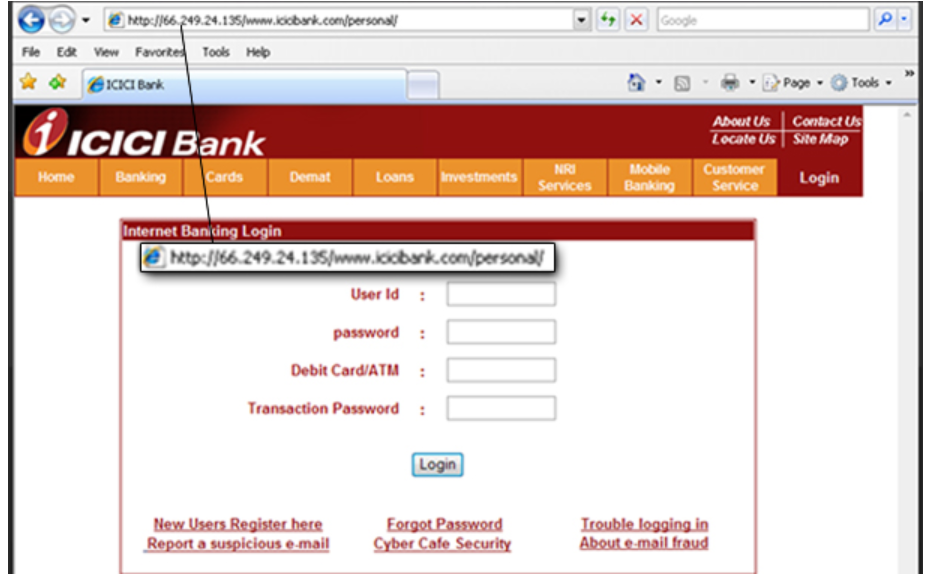 http://66.249.24.135/www.icicibank.com/personal/
Google
File Edit View Favorites Tools Help
ICICI Bank
Page Tools
ICICI Bank
About Us Contact Us
Locate Us Site Map
Home Banking Cards Demat Loans Investments NRI Services Mobile Banking Customer Service Login
Internet Banking Login
http://66.249.24.135/www.icicibank.com/personal/
User Id :
password :
Debit Card/ATM :
Transaction Password :
Login
New Users Register here Forgot Password Trouble logging in
Report a suspicious e-mail Cyber Cafe Security About e-mail fraud